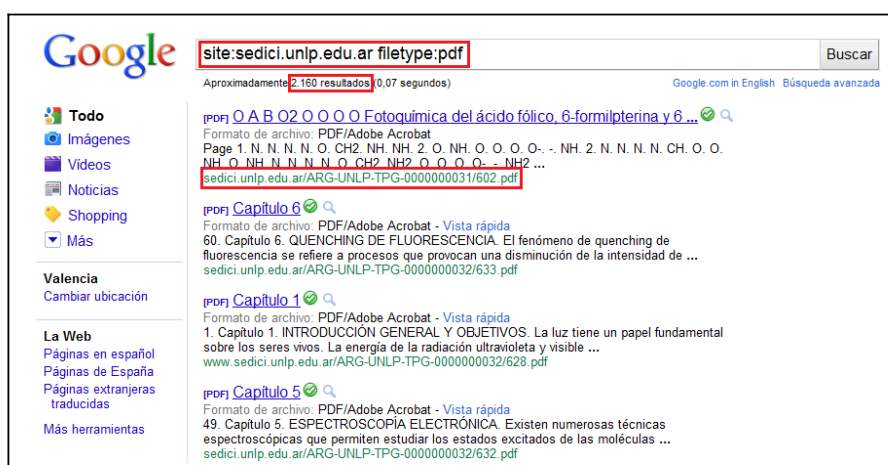 Google
site:sedici.unlp.edu.ar filetype:pdf
Buscar
Aproximadamente 2.160 resultados (0,07 segundos)
Google.com in English Búsqueda avanzada
Todo
Imágenes
Vídeos
Noticias
Shopping
Más
Valencia
Cambiar ubicación
La Web
Páginas en español
Páginas de España
Páginas extranjeras
traducidas
Más herramientas
[PDF] O A B O2 O O O O Fotoquímica del ácido fólico, 6-formilpterina y 6 ...
Formato de archivo: PDF/Adobe Acrobat
Page 1. N. N. N. N. O. CH2. NH. NH. 2. O. NH. O. O. O. O-. -. NH. 2. N. N. N. N. CH. O. O.
NH. O. NH. N. N. N. N. O. CH2. NH2. O. O. O. O- - NH2 ...
sedici.unlp.edu.ar/ARG-UNLP-TPG-0000000031/602.pdf
[PDF] Capítulo 6
Formato de archivo: PDF/Adobe Acrobat - Vista rápida
60. Capítulo 6. QUENCHING DE FLUORESCENCIA. El fenómeno de quenching de
fluorescencia se refiere a procesos que provocan una disminución de la intensidad de ...
sedici.unlp.edu.ar/ARG-UNLP-TPG-0000000032/633.pdf
[PDF] Capítulo 1
Formato de archivo: PDF/Adobe Acrobat - Vista rápida
1. Capítulo 1. INTRODUCCIÓN GENERAL Y OBJETIVOS. La luz tiene un papel fundamental
sobre los seres vivos. La energía de la radiación ultravioleta y visible ...
www.sedici.unlp.edu.ar/ARG-UNLP-TPG-0000000032/628.pdf
[PDF] Capítulo 5
Formato de archivo: PDF/Adobe Acrobat - Vista rápida
49. Capítulo 5. ESPECTROSCOPÍA ELECTRÓNICA. Existen numerosas técnicas
espectroscópicas que permiten estudiar los estados excitados de las moléculas ...
sedici.unlp.edu.ar/ARG-UNLP-TPG-0000000032/632.pdf